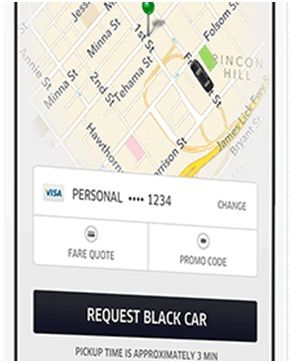 Jess
Minna St
Folsom St
1st St
Minna St
Annie St
2nd St
Tehama St
RINCON
HILL
Folsom St
Hawthorne
Harrison St
James Lick Fwy
Bryant St
VISA PERSONAL •••• 1234 CHANGE
FARE QUOTE PROMO CODE
REQUEST BLACK CAR
PICKUP TIME IS APPROXIMATELY 3 MIN